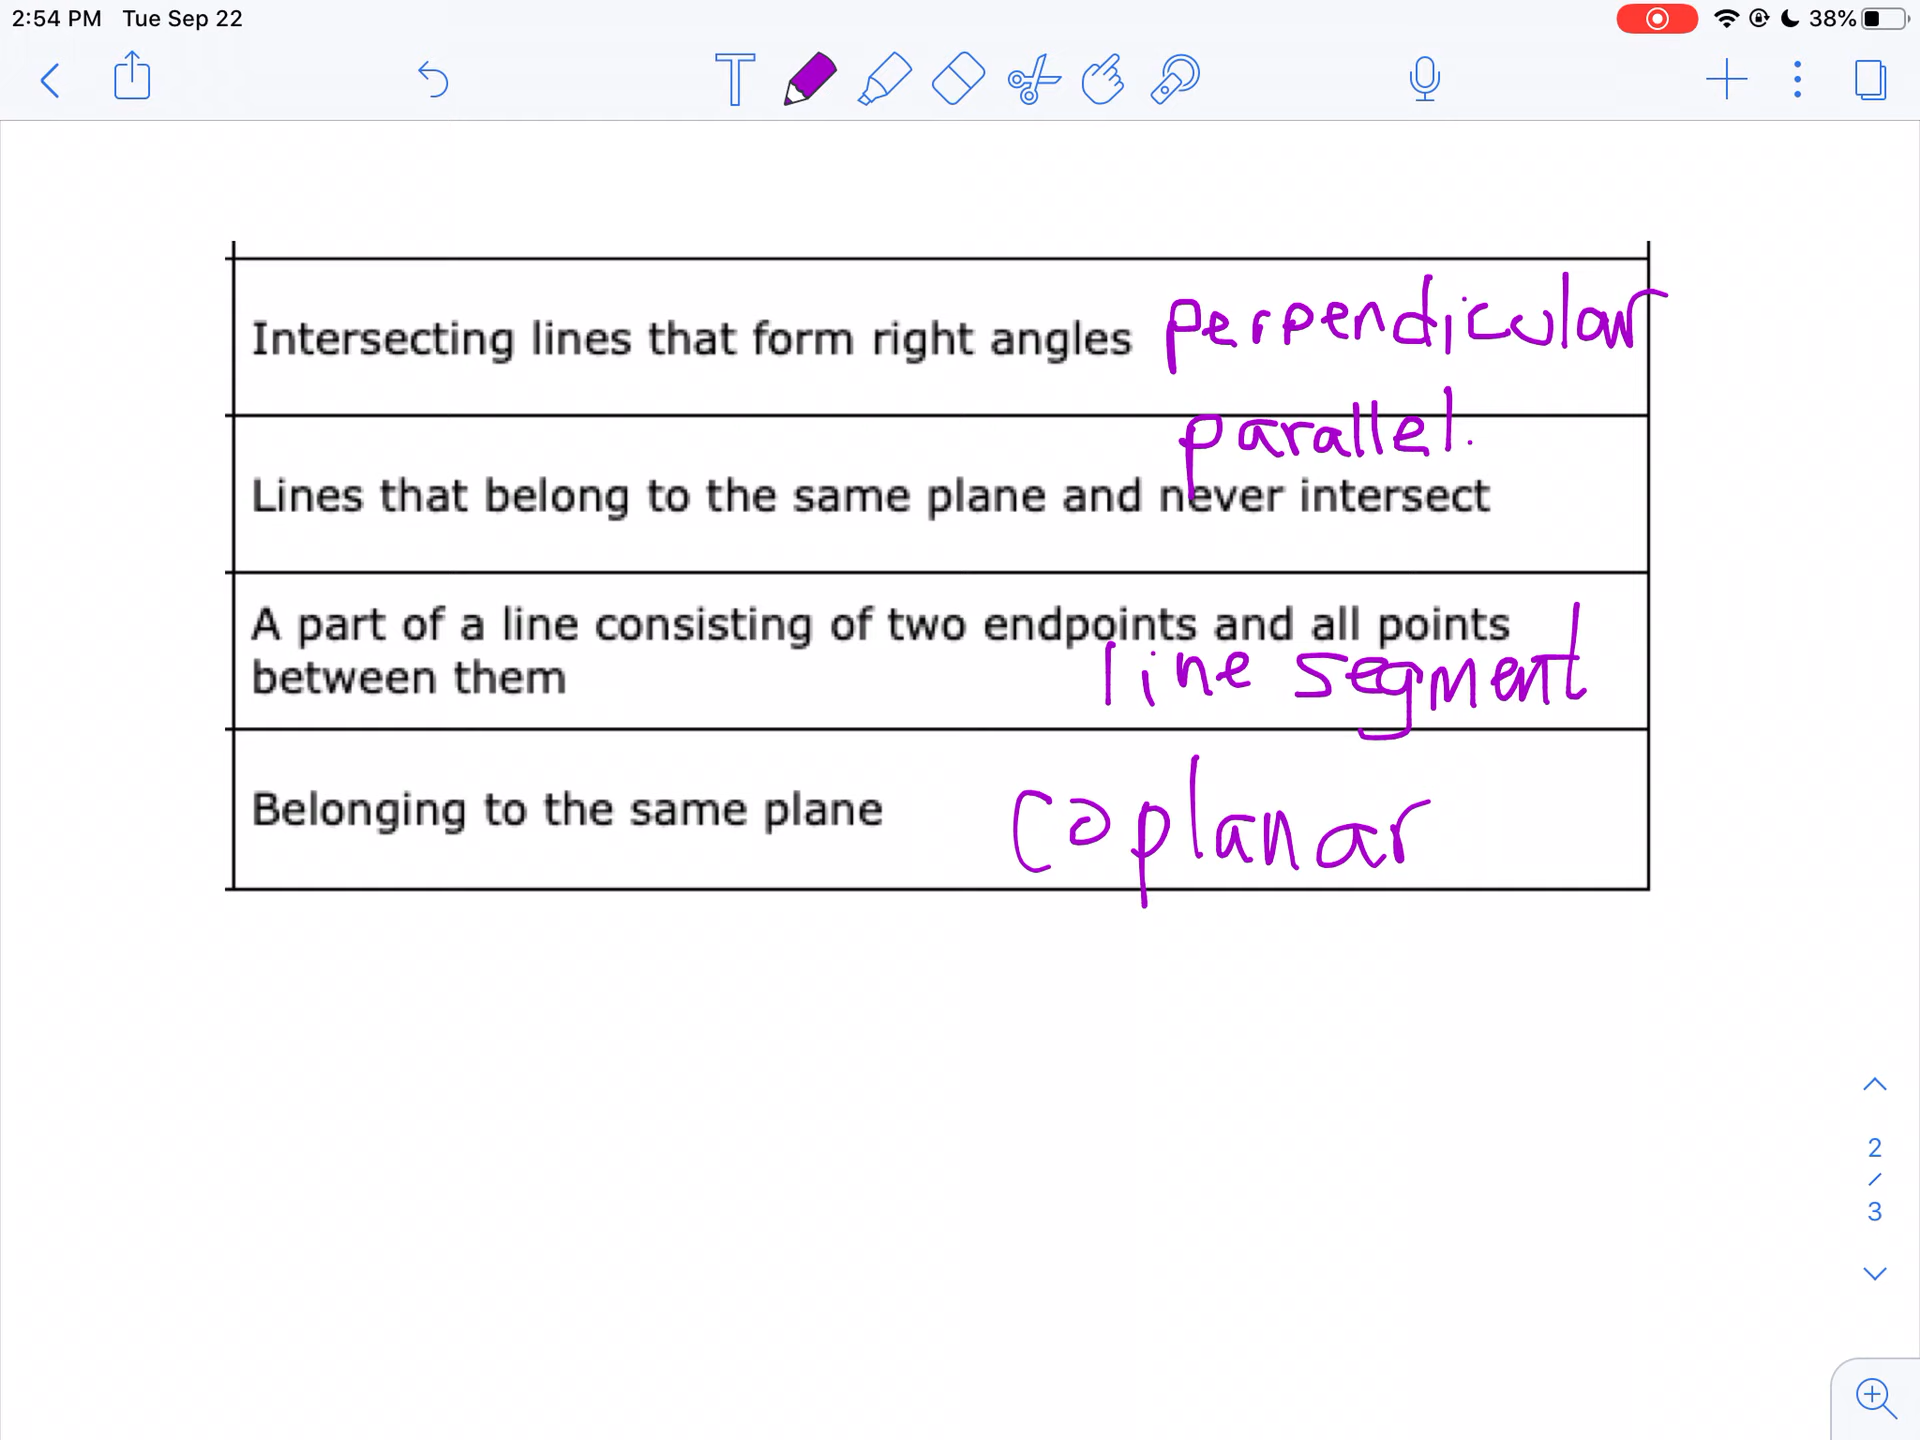 2:54 PM Tue Sep 22 38%
Intersecting lines that form right angles perpendicular
parallel.
Lines that belong to the same plane and never intersect
A part of a line consisting of two endpoints and all points
between them line segment
Belonging to the same plane coplanar
2
/
3